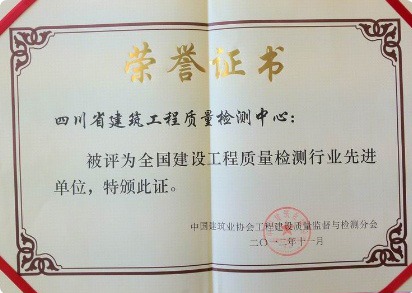 荣誉证书
四川省建筑工程质量检测中心：
被评为全国建设工程质量检测行业先进
单位，特颁此证。
中国建筑业协会工程建设质量监督与检测分会
二〇一二年十一月